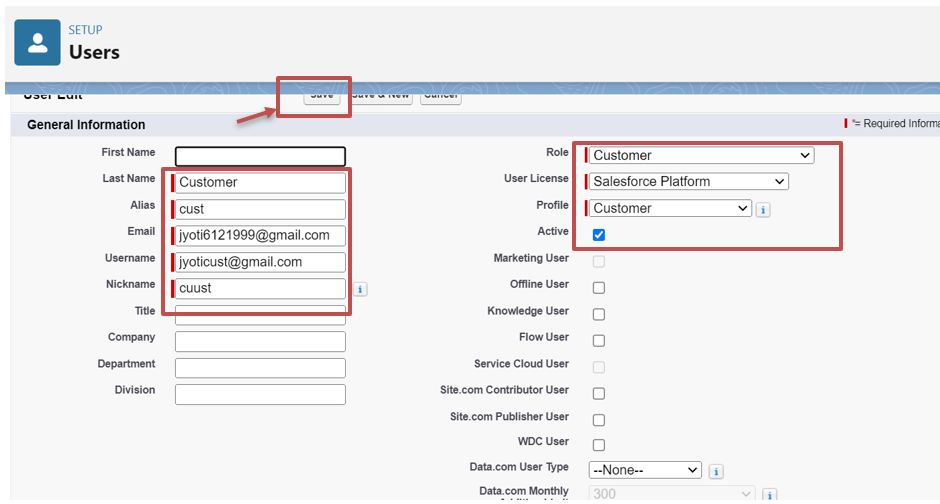 SETUP
Users
User Edit
Save
Save & New
Cancel
General Information
*= Required Informa
First Name
Last Name Customer
Alias cust
Email jyoti6121999@gmail.com
Username jyoticust@gmail.com
Nickname cuust
Title
Company
Department
Division
Role Customer
User License Salesforce Platform
Profile Customer
Active
Marketing User
Offline User
Knowledge User
Flow User
Service Cloud User
Site.com Contributor User
Site.com Publisher User
WDC User
Data.com User Type --None--
Data.com Monthly 300